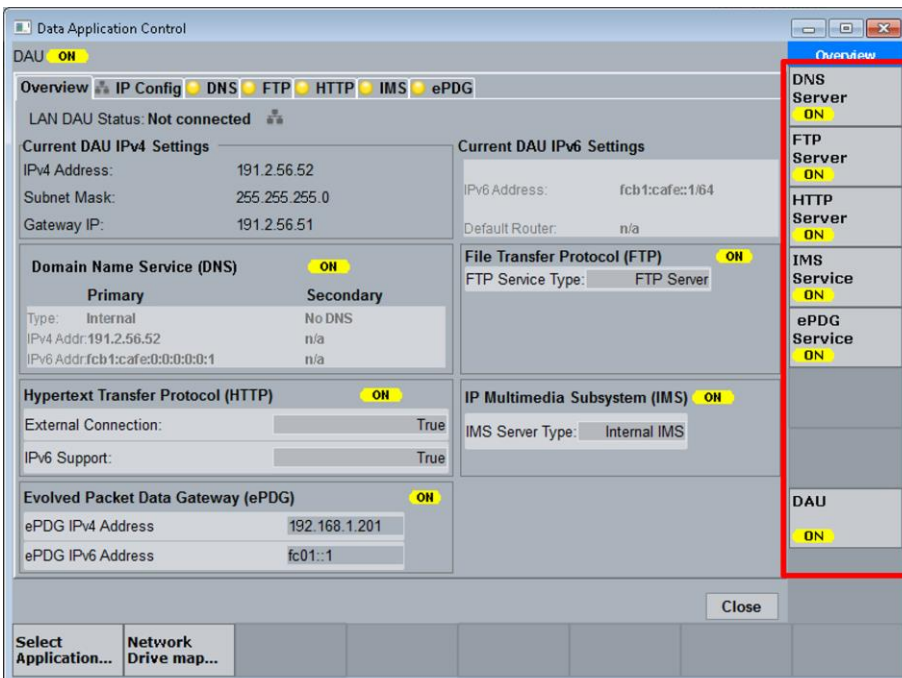 Data Application Control
DAU ON
Overview
Overview IP Config DNS FTP HTTP IMS ePDG
LAN DAU Status: Not connected
Current DAU IPv4 Settings
IPv4 Address: 191.2.56.52
Subnet Mask: 255.255.255.0
Gateway IP: 191.2.56.51
Current DAU IPv6 Settings
IPv6 Address: fcb1:cafe::1/64
Default Router: n/a
Domain Name Service (DNS) ON
Primary Secondary
Type: Internal No DNS
IPv4 Addr:191.2.56.52 n/a
IPv6 Addr:fcb1:cafe:0:0:0:0:0:1 n/a
File Transfer Protocol (FTP) ON
FTP Service Type: FTP Server
Hypertext Transfer Protocol (HTTP) ON
External Connection: True
IPv6 Support: True
IP Multimedia Subsystem (IMS) ON
IMS Server Type: Internal IMS
Evolved Packet Data Gateway (ePDG) ON
ePDG IPv4 Address 192.168.1.201
ePDG IPv6 Address fc01::1
Close
DNS
Server
ON
FTP
Server
ON
HTTP
Server
ON
IMS
Service
ON
ePDG
Service
ON
DAU
ON
Select
Application...
Network
Drive map...